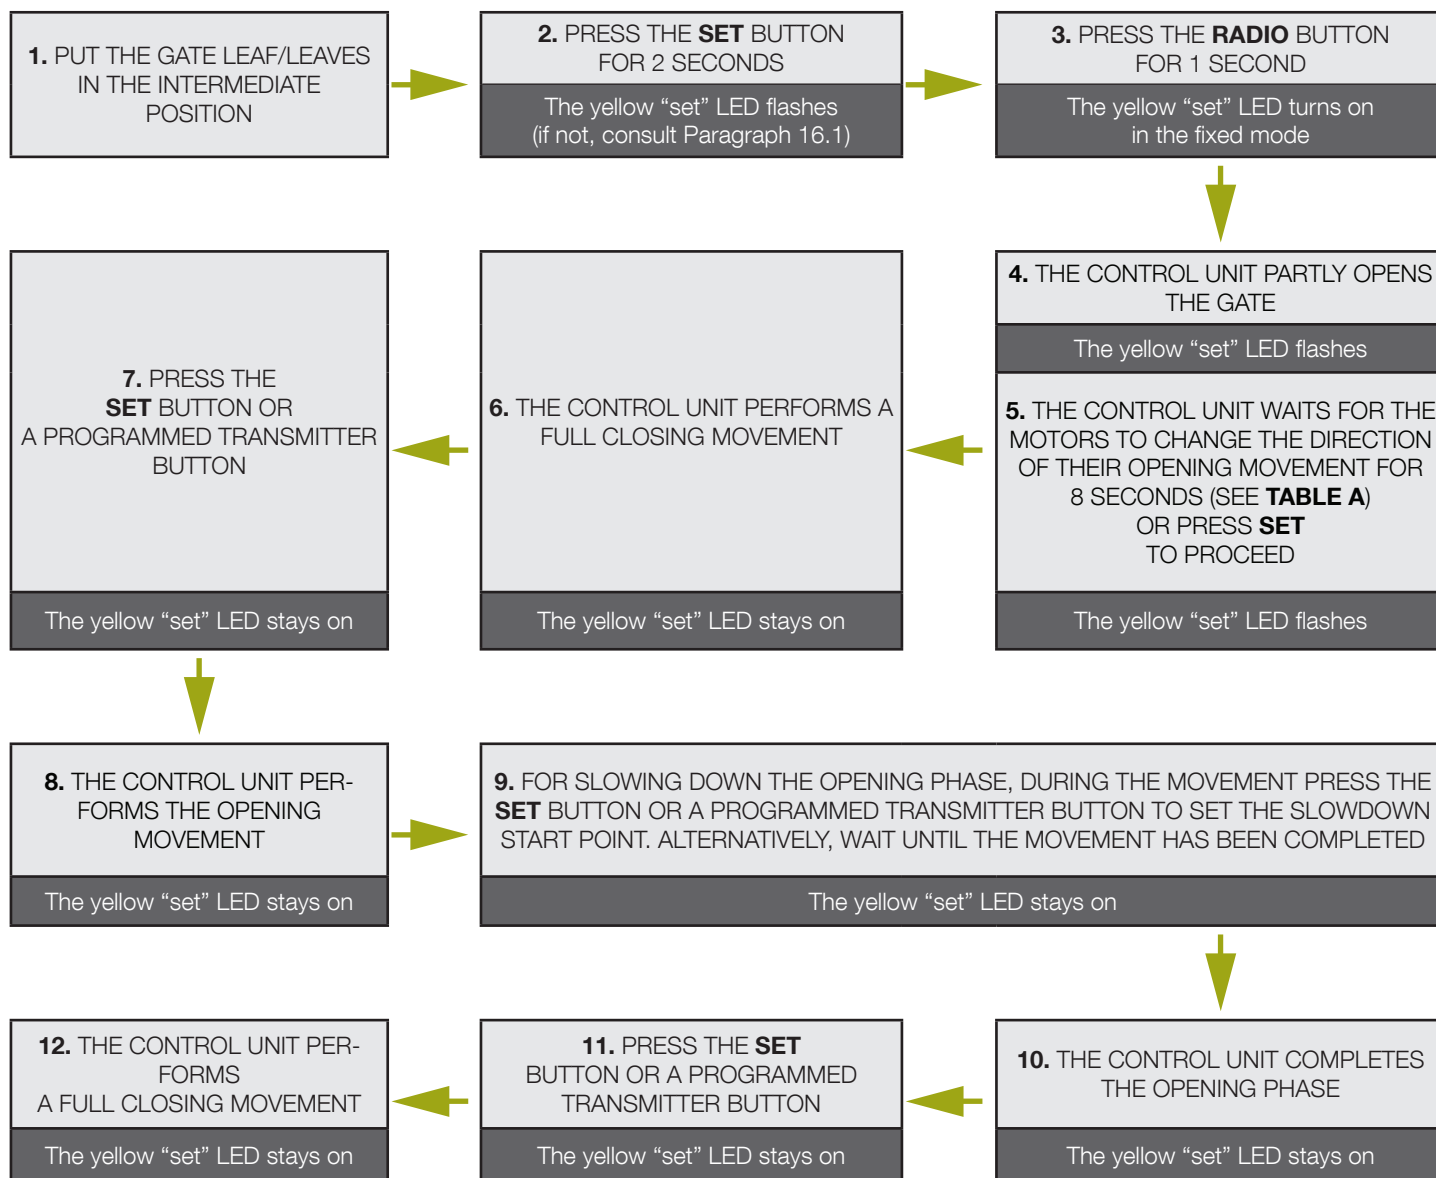 1. PUT THE GATE LEAF/LEAVES
IN THE INTERMEDIATE
POSITION
2. PRESS THE SET BUTTON
FOR 2 SECONDS
The yellow “set” LED flashes
(if not, consult Paragraph 16.1)
3. PRESS THE RADIO BUTTON
FOR 1 SECOND
The yellow “set” LED turns on
in the fixed mode
4. THE CONTROL UNIT PARTLY OPENS
THE GATE
The yellow “set” LED flashes
5. THE CONTROL UNIT WAITS FOR THE
MOTORS TO CHANGE THE DIRECTION
OF THEIR OPENING MOVEMENT FOR
8 SECONDS (SEE TABLE A)
OR PRESS SET
TO PROCEED
The yellow “set” LED flashes
6. THE CONTROL UNIT PERFORMS A
FULL CLOSING MOVEMENT
The yellow “set” LED stays on
7. PRESS THE
SET BUTTON OR
A PROGRAMMED TRANSMITTER
BUTTON
The yellow “set” LED stays on
8. THE CONTROL UNIT PER-
FORMS THE OPENING
MOVEMENT
The yellow “set” LED stays on
9. FOR SLOWING DOWN THE OPENING PHASE, DURING THE MOVEMENT PRESS THE
SET BUTTON OR A PROGRAMMED TRANSMITTER BUTTON TO SET THE SLOWDOWN
START POINT. ALTERNATIVELY, WAIT UNTIL THE MOVEMENT HAS BEEN COMPLETED
The yellow “set” LED stays on
10. THE CONTROL UNIT COMPLETES
THE OPENING PHASE
The yellow “set” LED stays on
11. PRESS THE SET
BUTTON OR A PROGRAMMED
TRANSMITTER BUTTON
The yellow “set” LED stays on
12. THE CONTROL UNIT PER-
FORMS
A FULL CLOSING MOVEMENT
The yellow “set” LED stays on